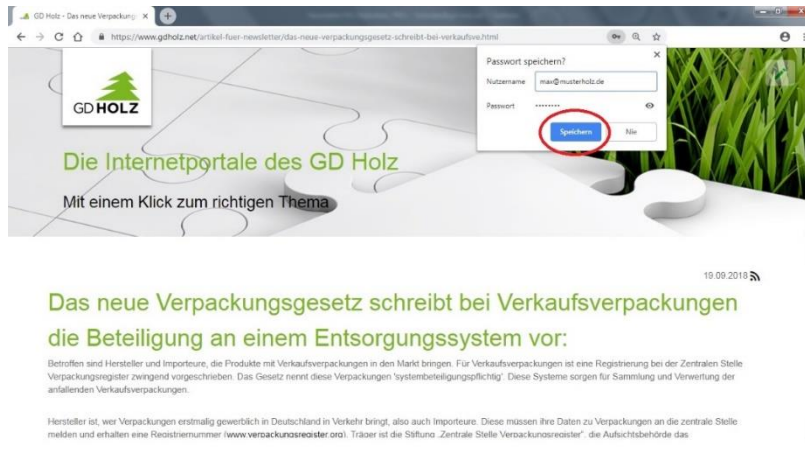 GD Holz - Das neue Verpackung
https://www.gdholz.net/artikel-fuer-newsletter/das-neue-verpackungsgesetz-schreibt-bei-verkaufsve.html
Passwort speichern?
Nutzername max@musterholz.de
Passwort ········
Speichern Nie
GD HOLZ
Die Internetportale des GD Holz
Mit einem Klick zum richtigen Thema
19.09.2018
Das neue Verpackungsgesetz schreibt bei Verkaufsverpackungen
die Beteiligung an einem Entsorgungssystem vor:
Betroffen sind Hersteller und Importeure, die Produkte mit Verkaufsverpackungen in den Markt bringen. Für Verkaufsverpackungen ist eine Registrierung bei der Zentralen Stelle
Verpackungsregister zwingend vorgeschrieben. Das Gesetz nennt diese Verpackungen 'systembeteiligungspflichtig'. Diese Systeme sorgen für Sammlung und Verwertung der
anfallenden Verkaufsverpackungen.
Hersteller ist, wer Verpackungen erstmalig gewerblich in Deutschland in Verkehr bringt, also auch Importeure. Diese müssen ihre Daten zu Verpackungen an die zentrale Stelle
melden und erhalten eine Registriernummer (www.verpackungsregister.org). Träger ist die Stiftung „Zentrale Stelle Verpackungsregister", die Aufsichtsbehörde das